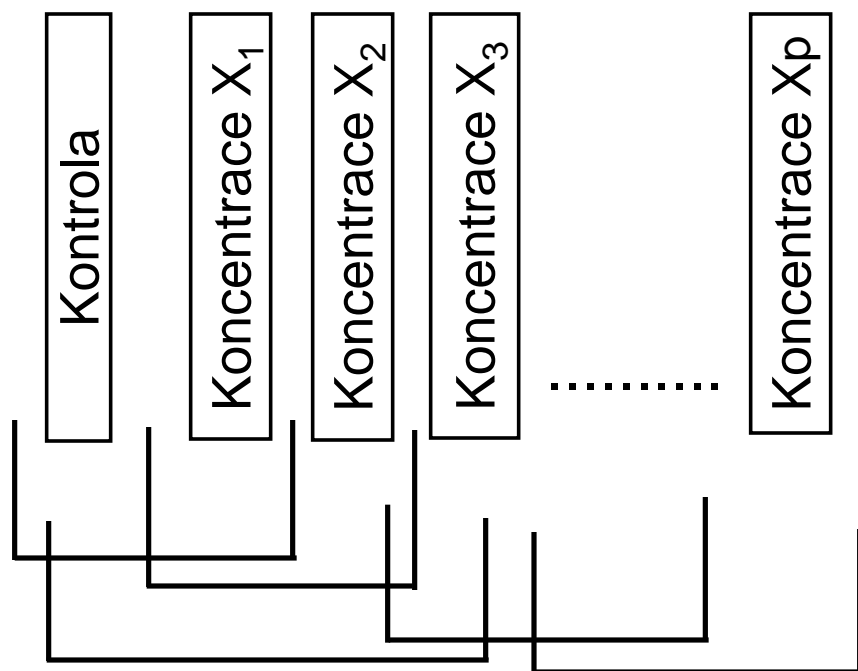 Kontrola
Koncentrace X₁
Koncentrace X₂
Koncentrace X₃
..........
Koncentrace Xp